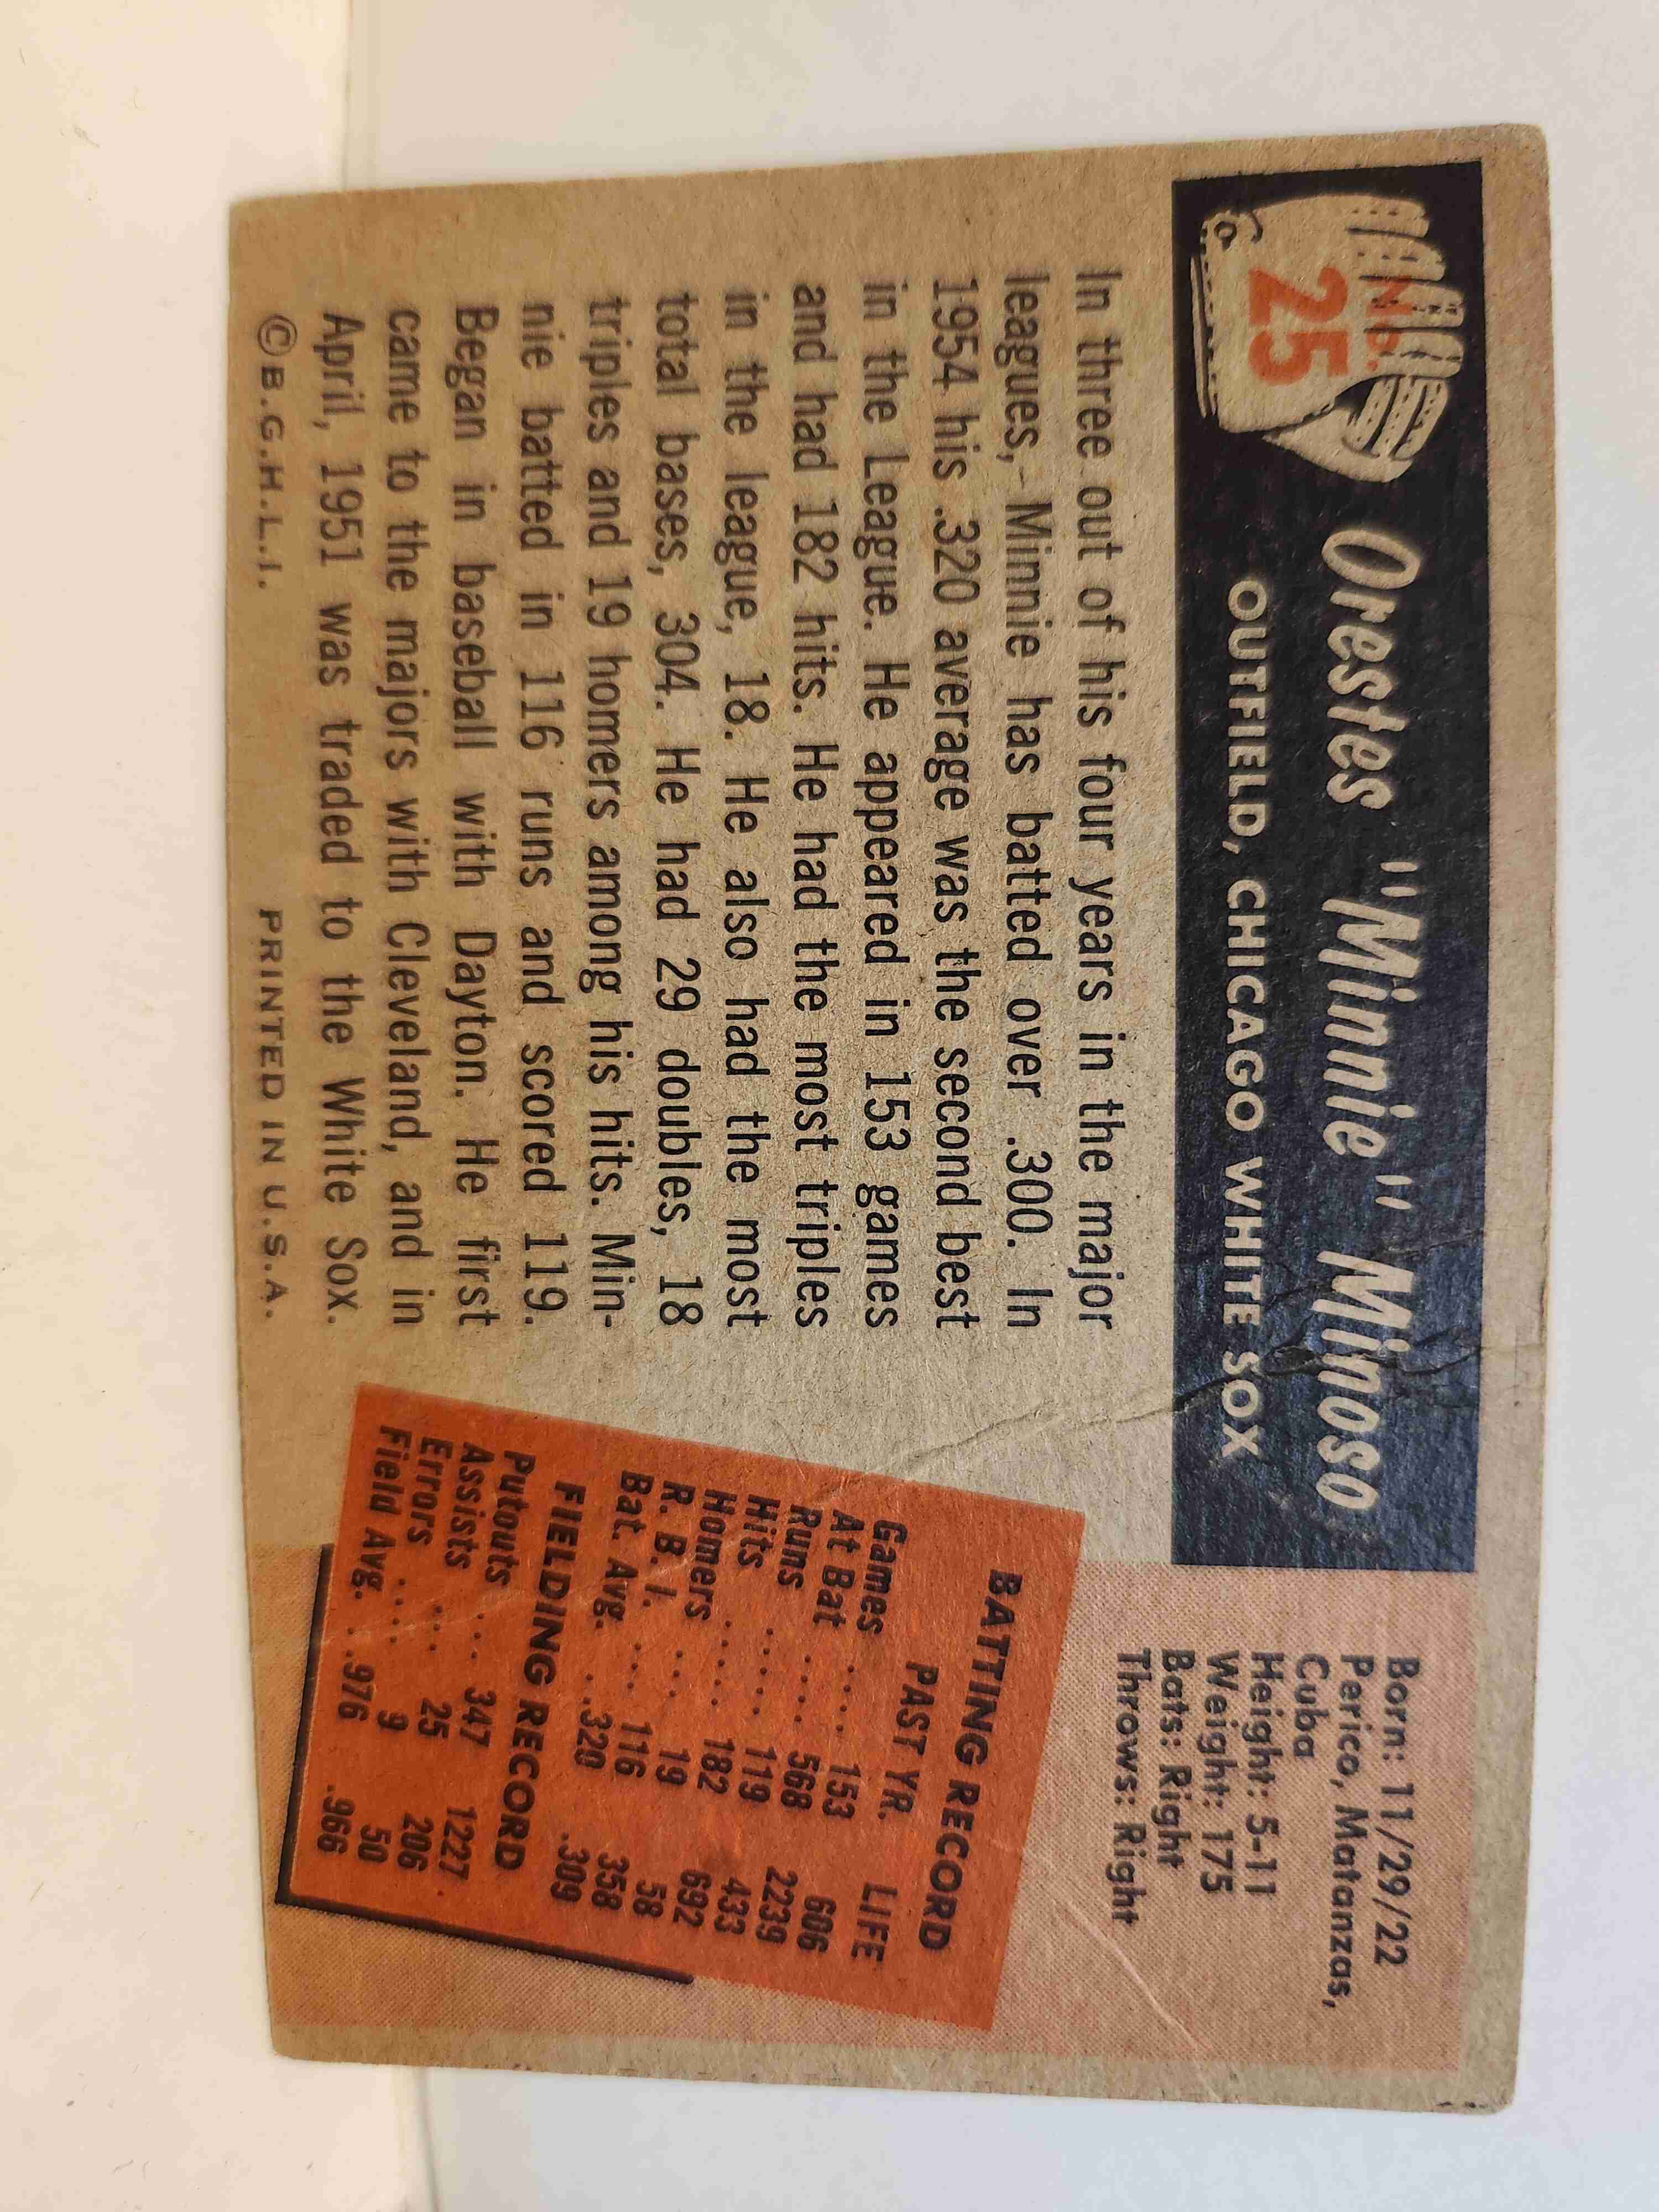 No.
25
Orestes "Minnie" Minoso
OUTFIELD, CHICAGO WHITE SOX
Born: 11/29/22
Perico, Matanzas,
Cuba
Height: 5-11
Weight: 175
Bats: Right
Throws: Right
In three out of his four years in the major
leagues, Minnie has batted over .300. In
1954 his .320 average was the second best
in the League. He appeared in 153 games
and had 182 hits. He had the most triples
in the league, 18. He also had the most
total bases, 304. He had 29 doubles, 18
triples and 19 homers among his hits. Min-
nie batted in 116 runs and scored 119.
Began in baseball with Dayton. He first
came to the majors with Cleveland, and in
April, 1951 was traded to the White Sox.
©B.G.H.L.I. PRINTED IN U.S.A.
BATTING RECORD
PAST YR. LIFE
Games ..... 153 606
At Bat ..... 568 2239
Runs ..... 119 433
Hits ..... 182 692
Homers .... 19 58
R. B. I. .... 116 358
Bat. Avg. .. .320 .309
FIELDING RECORD
Putouts .... 347 1227
Assists .... 25 206
Errors .... 9 50
Field Avg. .. .976 .966